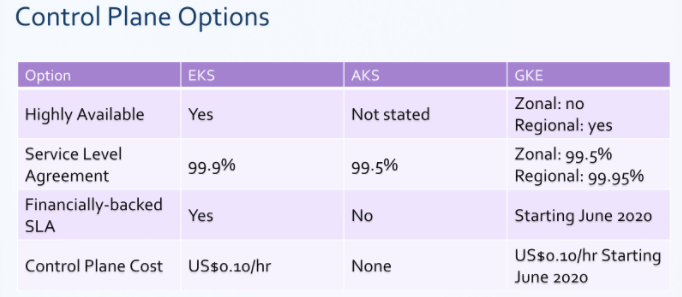 Control Plane Options
Option EKS AKS GKE
Highly Available Yes Not stated Zonal: no
Regional: yes
Service Level
Agreement 99.9% 99.5% Zonal: 99.5%
Regional: 99.95%
Financially-backed
SLA Yes No Starting June 2020
Control Plane Cost US$0.10/hr None US$0.10/hr Starting
June 2020